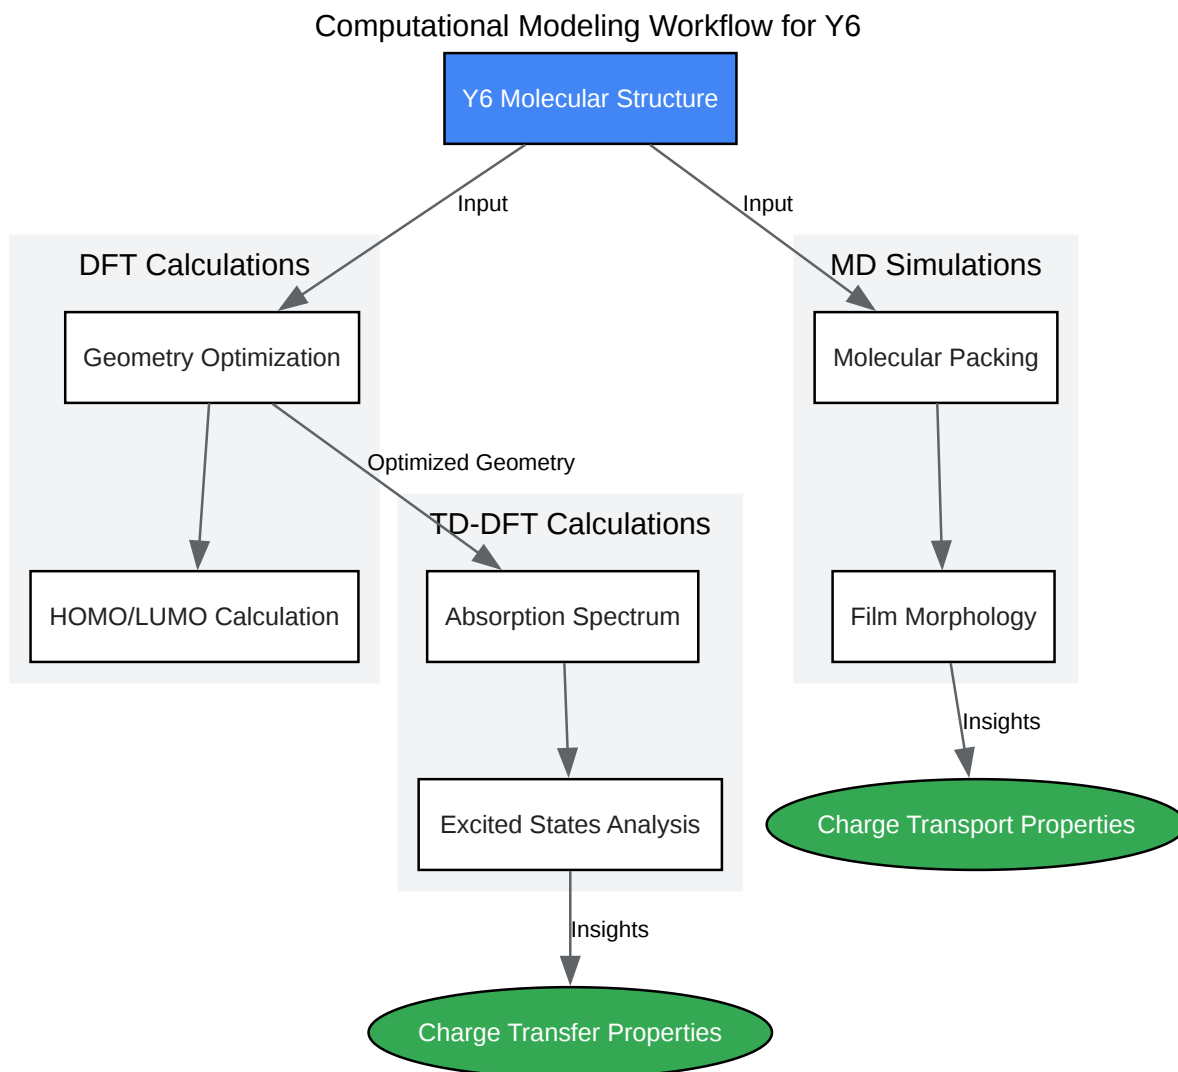 Computational Modeling Workflow for Y6
Y6 Molecular Structure
Input
Input
DFT Calculations
MD Simulations
Geometry Optimization
Molecular Packing
Optimized Geometry
TD-DFT Calculations
HOMO/LUMO Calculation
Absorption Spectrum
Film Morphology
Insights
Excited States Analysis
Charge Transport Properties
Insights
Charge Transfer Properties